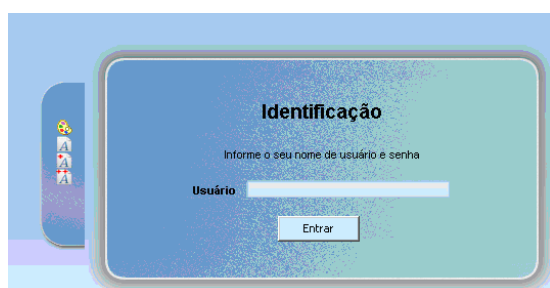 Identificação
Informe o seu nome de usuário e senha
Usuário
Entrar
A
A
A